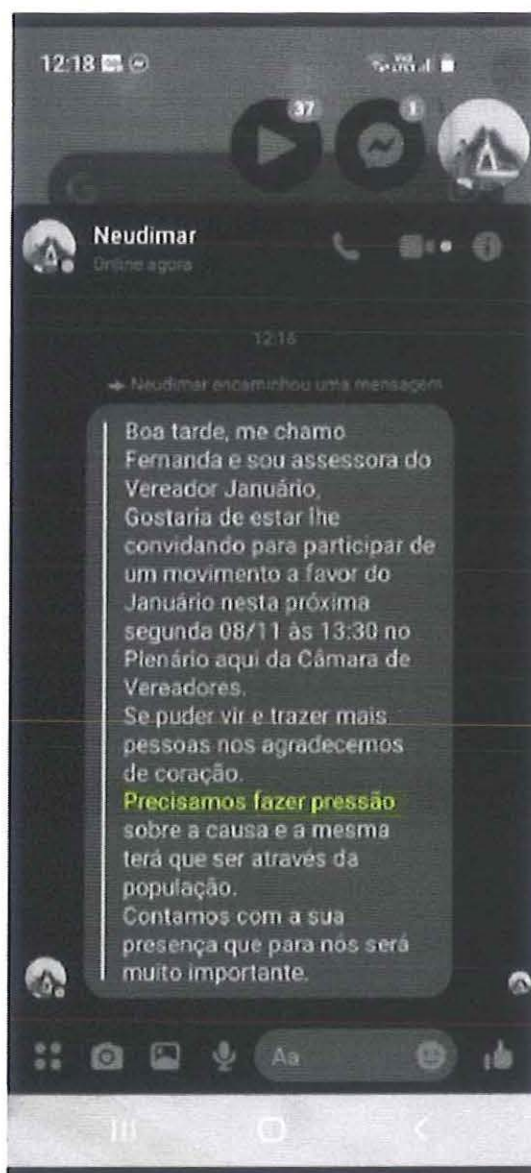 12:18
37
1
G
Neudimar
Online agora
12:16
Neudimar encaminhou uma mensagem
Boa tarde, me chamo
Fernanda e sou assessora do
Vereador Januário,
Gostaria de estar lhe
convidando para participar de
um movimento a favor do
Januário nesta próxima
segunda 08/11 às 13:30 no
Plenário aqui da Câmara de
Vereadores.
Se puder vir e trazer mais
pessoas nos agradecemos
de coração.
Precisamos fazer pressão
sobre a causa e a mesma
terá que ser através da
população.
Contamos com a sua
presença que para nós será
muito importante.
Aa